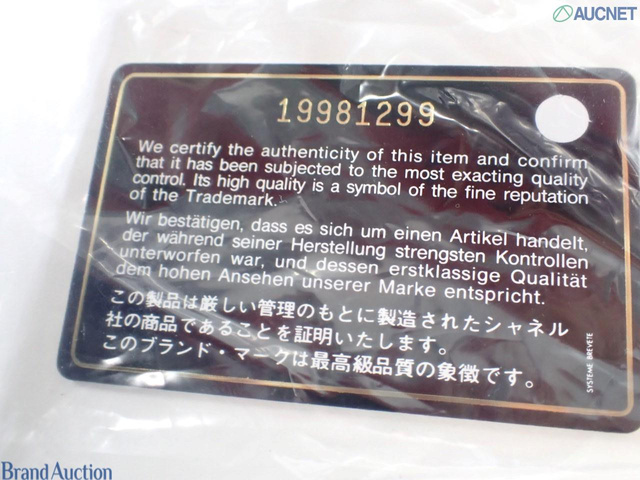 AUCNET
19981299
We certify the authenticity of this item and confirm
that it has been subjected to the most exacting quality
control. Its high quality is a symbol of the fine reputation
of the Trademark.
Wir bestätigen, dass es sich um einen Artikel handelt,
der während seiner Herstellung strengsten Kontrollen
unterworfen war, und dessen erstklassige Qualität
dem hohen Ansehen unserer Marke entspricht.
この製品は厳しい管理のもとに製造されたシャネル
社の商品であることを証明いたします。
このブランド・マークは最高級品質の象徴です。
SYSTEME BREVETE
Brand Auction